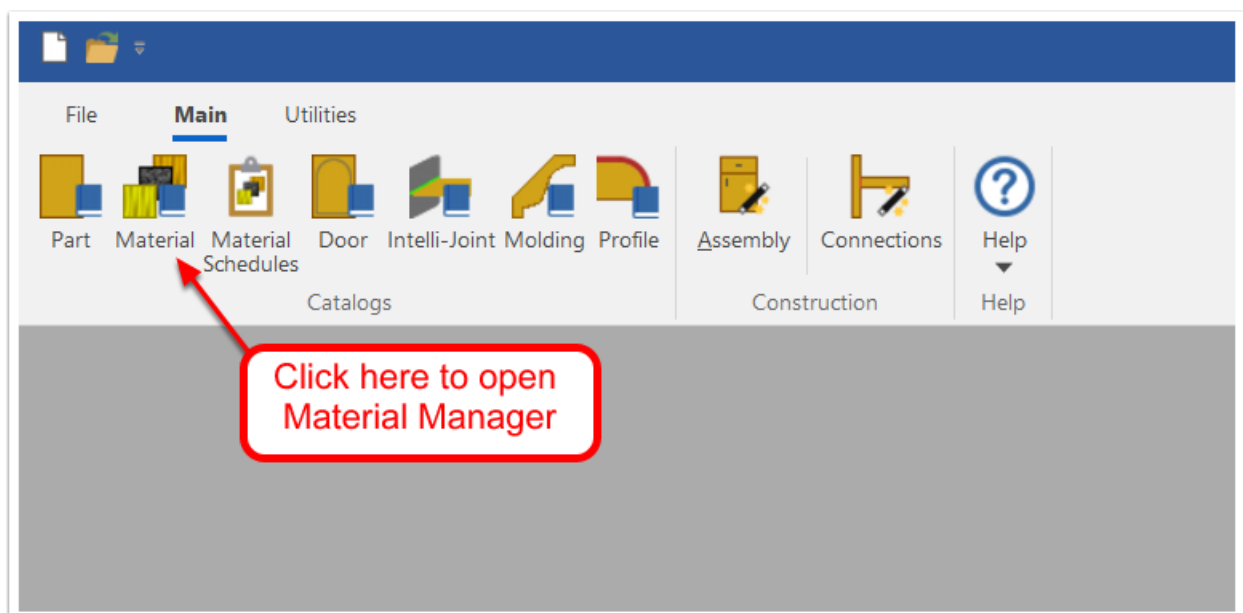 File Main Utilities
Part Material Material Schedules Door Intelli-Joint Molding Profile Assembly Connections Help
Catalogs Construction Help
Click here to open
Material Manager